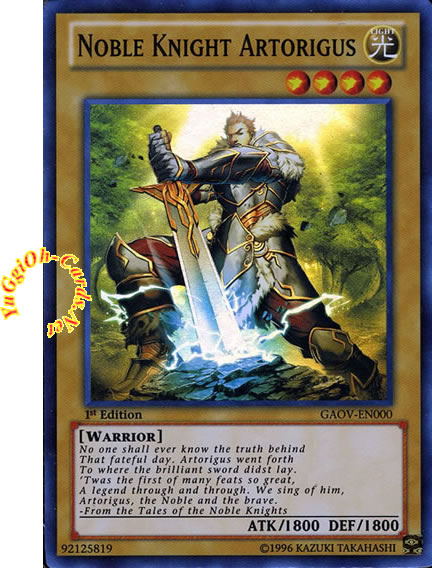 NOBLE KNIGHT ARTORIGUS
LIGHT
光
YuGgiOh-Cards.Net
1st Edition
GAOV-EN000
[WARRIOR]
No one shall ever know the truth behind
That fateful day. Artorigus went forth
To where the brilliant sword didst lay.
'Twas the first of many feats so great,
A legend through and through. We sing of him,
Artorigus, the Noble and the brave.
-From the Tales of the Noble Knights
ATK/1800 DEF/1800
92125819
©1996 KAZUKI TAKAHASHI